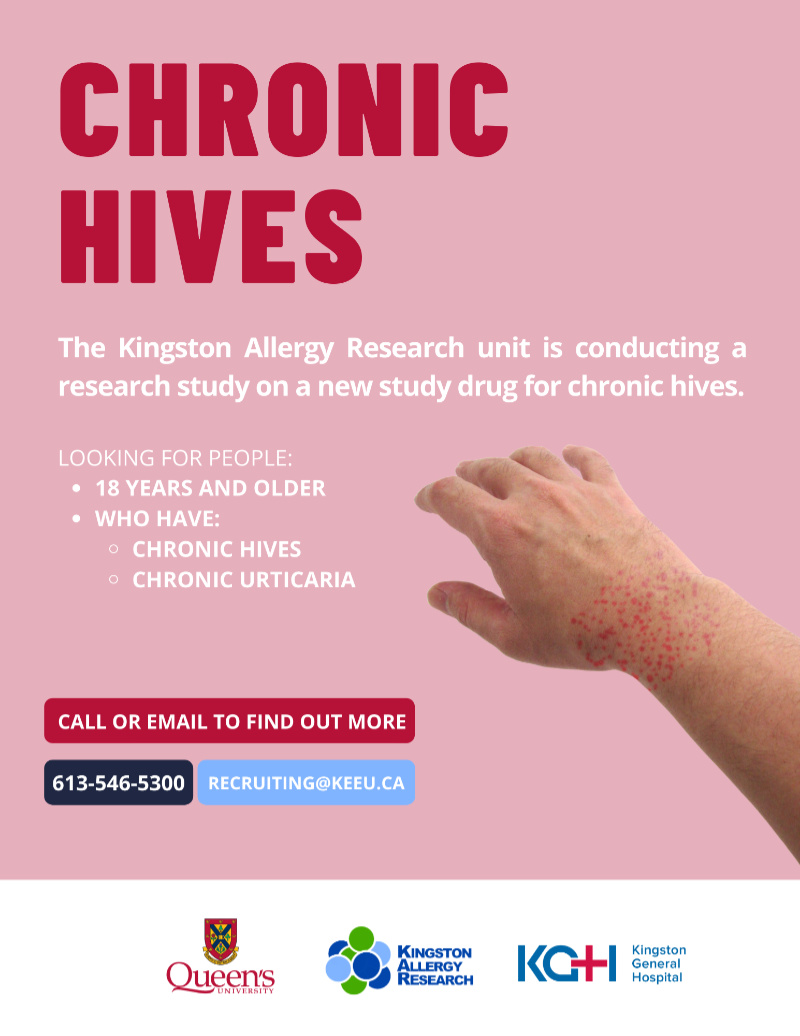 CHRONIC
HIVES
The Kingston Allergy Research unit is conducting a
research study on a new study drug for chronic hives.
LOOKING FOR PEOPLE:
• 18 YEARS AND OLDER
• WHO HAVE:
○ CHRONIC HIVES
○ CHRONIC URTICARIA
CALL OR EMAIL TO FIND OUT MORE
613-546-5300
RECRUITING@KEEU.CA
Queen's
UNIVERSITY
KINGSTON
ALLERGY
RESEARCH
KGH
Kingston
General
Hospital